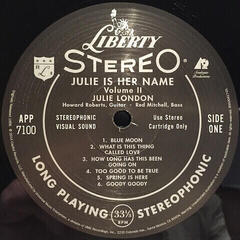 LIBERTY
STEREO
JULIE IS HER NAME
Volume II
JULIE LONDON
Howard Roberts, Guitar - Red Mitchell, Bass
APP
7100
STEREOPHONIC
VISUAL SOUND
Use Stereo
Cartridge Only
SIDE
ONE
1. BLUE MOON
2. WHAT IS THIS THING
CALLED LOVE
3. HOW LONG HAS THIS BEEN
GOING ON
4. TOO GOOD TO BE TRUE
5. SPRING IS HERE
6. GOODY GOODY
LONG PLAYING
33⅓
RPM
STEREOPHONIC